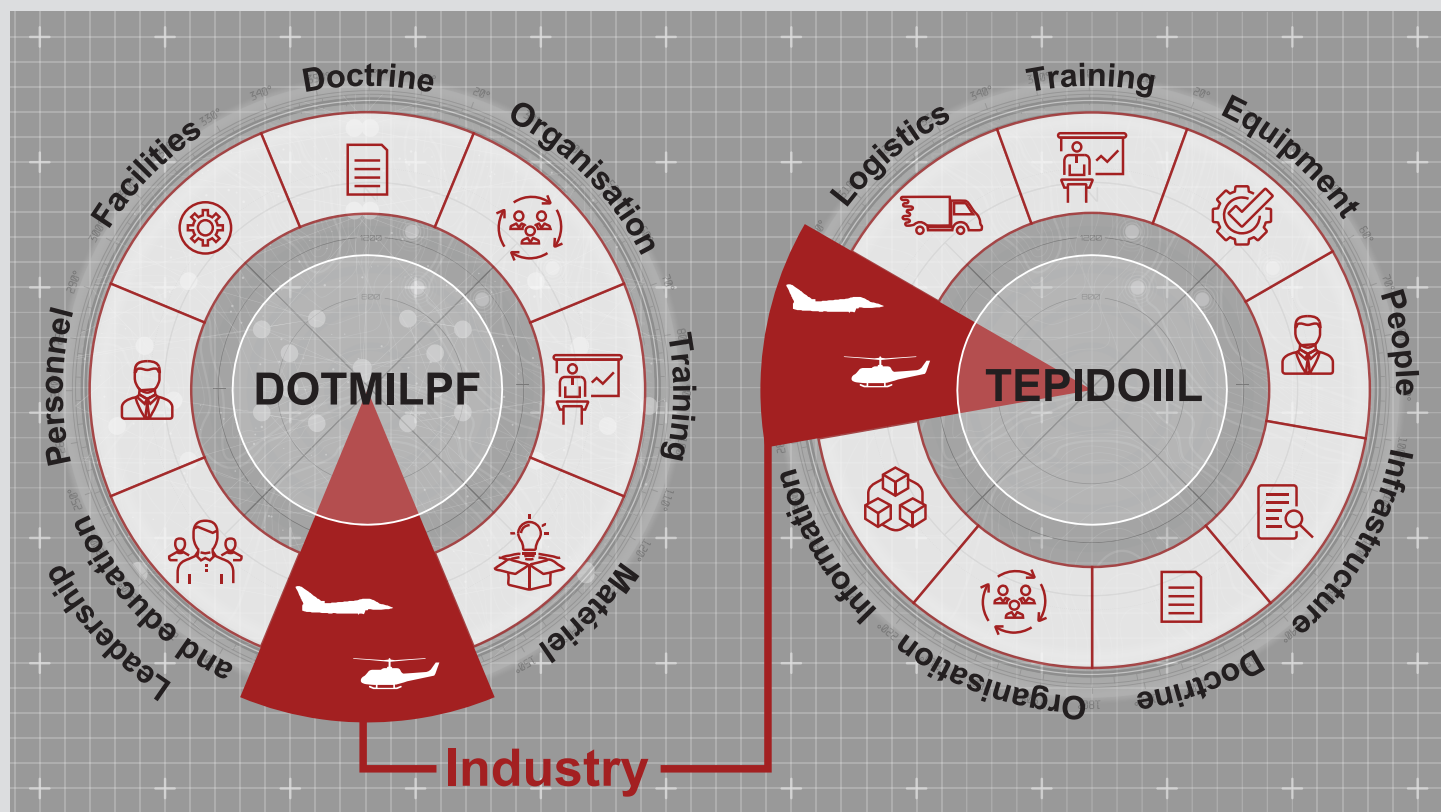 Doctrine
Organisation
Training
Matériel
Leadership
and education
Personnel
Facilities
DOTMILPF
Training
Equipment
People
Infrastructure
Doctrine
Organisation
Information
Logistics
TEPIDOIIIL
Industry